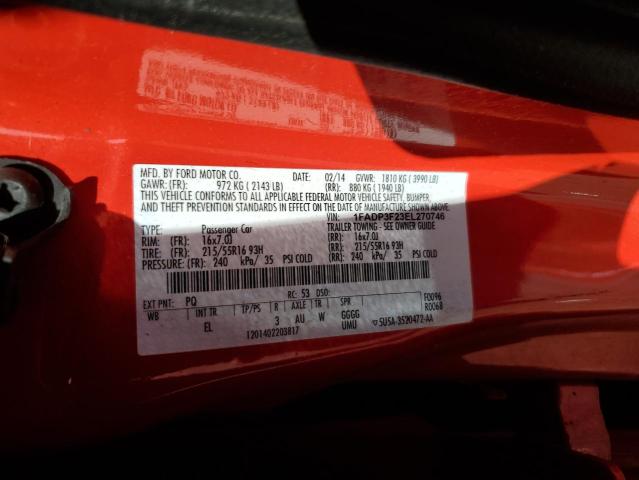 MFD. BY FORD MOTOR CO. DATE: 02/14 GVWR: 1810 KG ( 3990 LB)
GAWR: (FR): 972 KG ( 2143 LB) (RR): 880 KG ( 1940 LB)
THIS VEHICLE CONFORMS TO ALL APPLICABLE FEDERAL MOTOR VEHICLE SAFETY, BUMPER,
AND THEFT PREVENTION STANDARDS IN EFFECT ON THE DATE OF MANUFACTURE SHOWN ABOVE.
VIN: 1FADP3F23EL270746
TYPE: Passenger Car TRAILER TOWING - SEE OWNER GUIDE
RIM: (FR): 16x7.0J (RR): 16x7.0J
TIRE: (FR): 215/55R16 93H (RR): 215/55R16 93H
PRESSURE: (FR): 240 kPa/ 35 PSI COLD (RR): 240 kPa/ 35 PSI COLD
EXT PNT: PQ RC: 53 DSO: F0096
WB INT TR TP/PS R AXLE TR SPR R0068
EL 3 AU W GGGG
1201402203817 UMU SU5A-3520472-AA